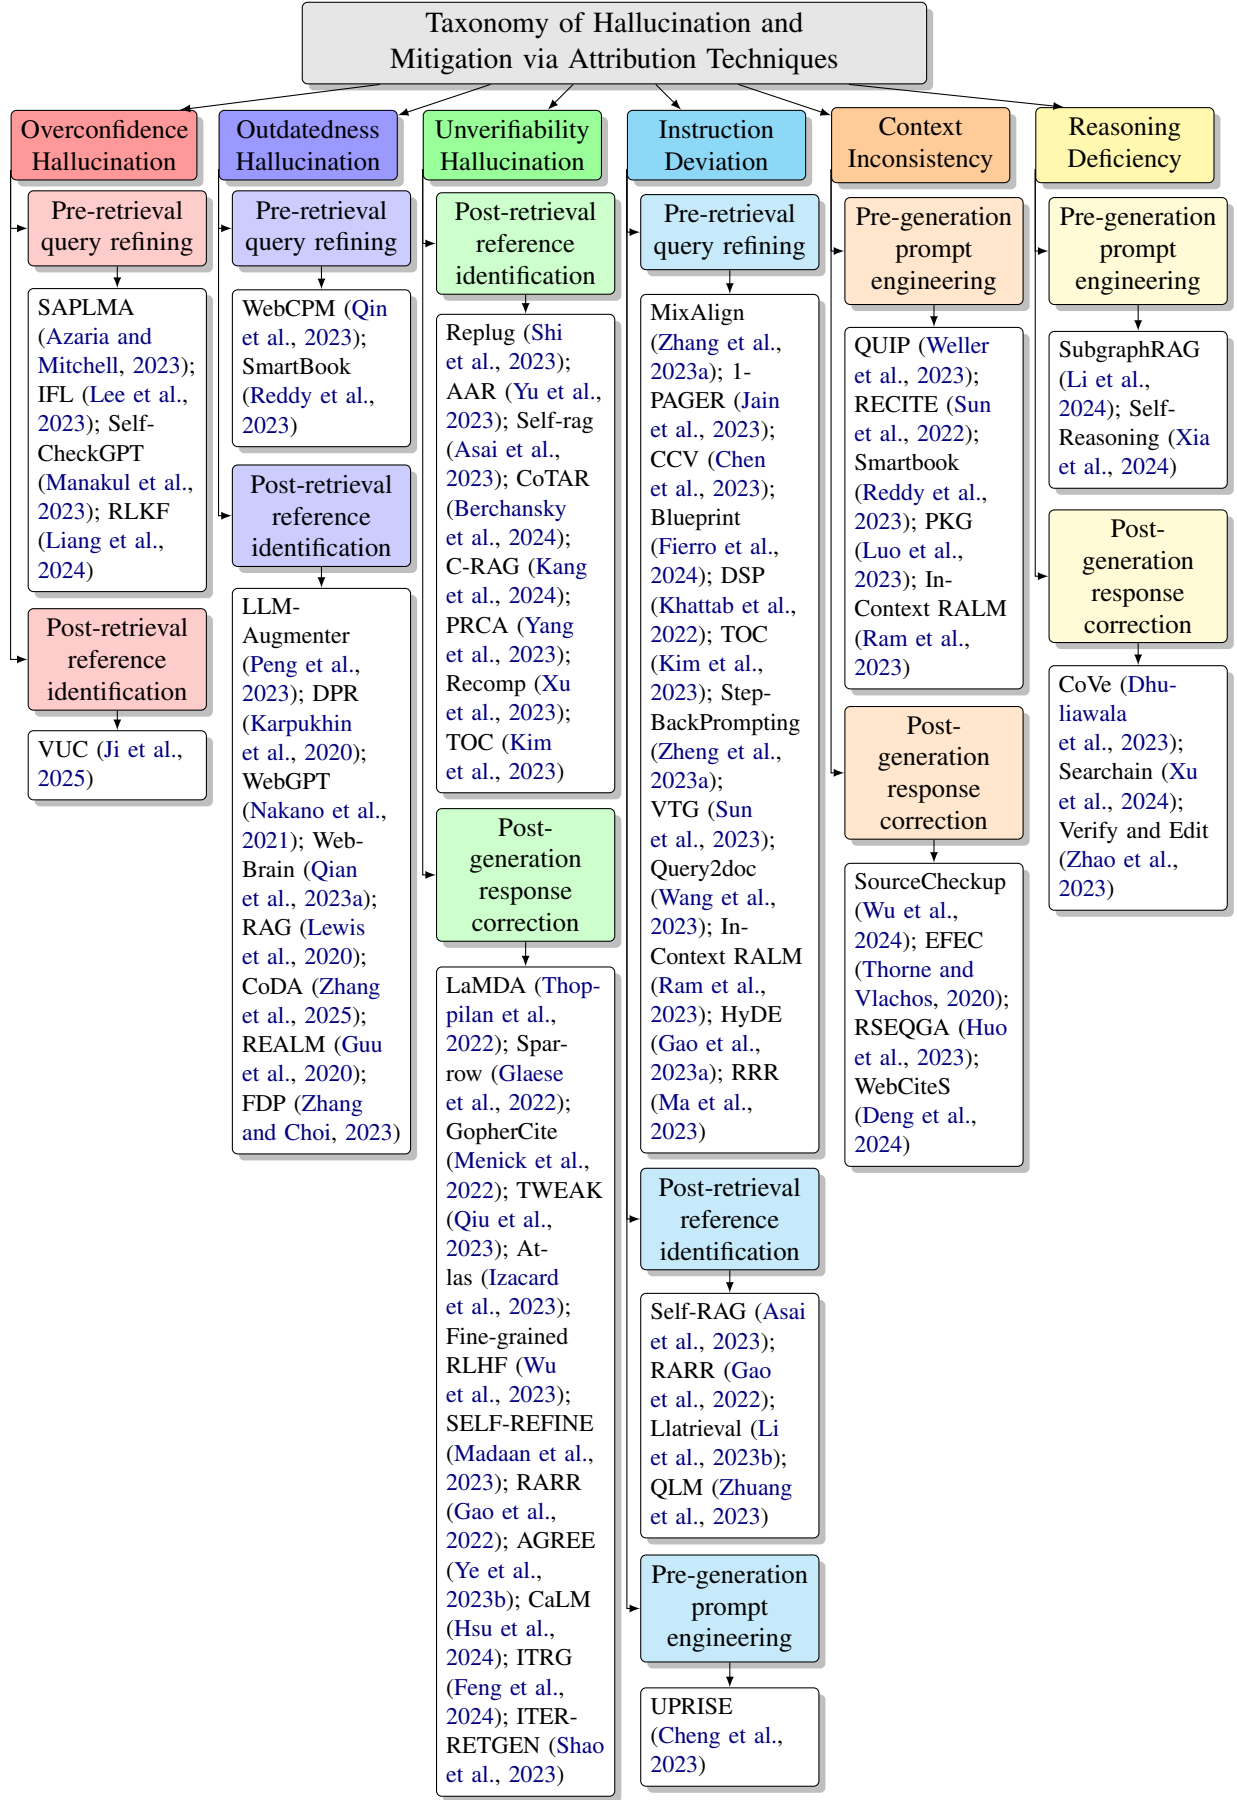 Taxonomy of Hallucination and
Mitigation via Attribution Techniques
Overconfidence
Hallucination
Pre-retrieval
query refining
SAPLMA
(Azaria and
Mitchell, 2023);
IFL (Lee et al.,
2023); Self-
CheckGPT
(Manakul et al.,
2023); RLKF
(Liang et al.,
2024)
Post-retrieval
reference
identification
VUC (Ji et al.,
2025)
Outdatedness
Hallucination
Pre-retrieval
query refining
WebCPM (Qin
et al., 2023);
SmartBook
(Reddy et al.,
2023)
Post-retrieval
reference
identification
LLM-
Augmenter
(Peng et al.,
2023); DPR
(Karpukhin
et al., 2020);
WebGPT
(Nakano et al.,
2021); Web-
Brain (Qian
et al., 2023a);
RAG (Lewis
et al., 2020);
CoDA (Zhang
et al., 2025);
REALM (Guu
et al., 2020);
FDP (Zhang
and Choi, 2023)
Unverifiability
Hallucination
Post-retrieval
reference
identification
Replug (Shi
et al., 2023);
AAR (Yu et al.,
2023); Self-rag
(Asai et al.,
2023); CoTAR
(Berchansky
et al., 2024);
C-RAG (Kang
et al., 2024);
PRCA (Yang
et al., 2023);
Recomp (Xu
et al., 2023);
TOC (Kim
et al., 2023)
Post-
generation
response
correction
LaMDA (Thop-
pilan et al.,
2022); Spar-
row (Glaese
et al., 2022);
GopherCite
(Menick et al.,
2022); TWEAK
(Qiu et al.,
2023); At-
las (Izacard
et al., 2023);
Fine-grained
RLHF (Wu
et al., 2023);
SELF-REFINE
(Madaan et al.,
2023); RARR
(Gao et al.,
2022); AGREE
(Ye et al.,
2023b); CaLM
(Hsu et al.,
2024); ITRG
(Feng et al.,
2024); ITER-
RETGEN (Shao
et al., 2023)
Instruction
Deviation
Pre-retrieval
query refining
MixAlign
(Zhang et al.,
2023a); 1-
PAGER (Jain
et al., 2023);
CCV (Chen
et al., 2023);
Blueprint
(Fierro et al.,
2024); DSP
(Khattab et al.,
2022); TOC
(Kim et al.,
2023); Step-
BackPrompting
(Zheng et al.,
2023a);
VTG (Sun
et al., 2023);
Query2doc
(Wang et al.,
2023); In-
Context RALM
(Ram et al.,
2023); HyDE
(Gao et al.,
2023a); RRR
(Ma et al.,
2023)
Post-retrieval
reference
identification
Self-RAG (Asai
et al., 2023);
RARR (Gao
et al., 2022);
Llatrieval (Li
et al., 2023b);
QLM (Zhuang
et al., 2023)
Pre-generation
prompt
engineering
UPRISE
(Cheng et al.,
2023)
Context
Inconsistency
Pre-generation
prompt
engineering
QUIP (Weller
et al., 2023);
RECITE (Sun
et al., 2022);
Smartbook
(Reddy et al.,
2023); PKG
(Luo et al.,
2023); In-
Context RALM
(Ram et al.,
2023)
Post-
generation
response
correction
SourceCheckup
(Wu et al.,
2024); EFEC
(Thorne and
Vlachos, 2020);
RSEQGA (Huo
et al., 2023);
WebCiteS
(Deng et al.,
2024)
Reasoning
Deficiency
Pre-generation
prompt
engineering
SubgraphRAG
(Li et al.,
2024); Self-
Reasoning (Xia
et al., 2024)
Post-
generation
response
correction
CoVe (Dhu-
liawala
et al., 2023);
Searchain (Xu
et al., 2024);
Verify and Edit
(Zhao et al.,
2023)